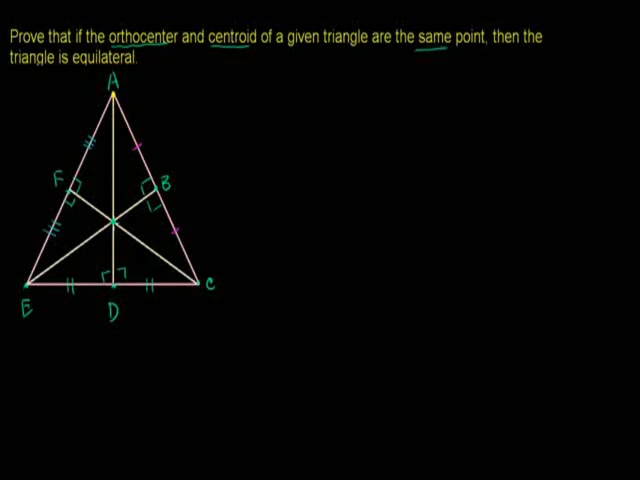 Prove that if the orthocenter and centroid of a given triangle are the same point, then the
triangle is equilateral.
A
F
B
E
D
C